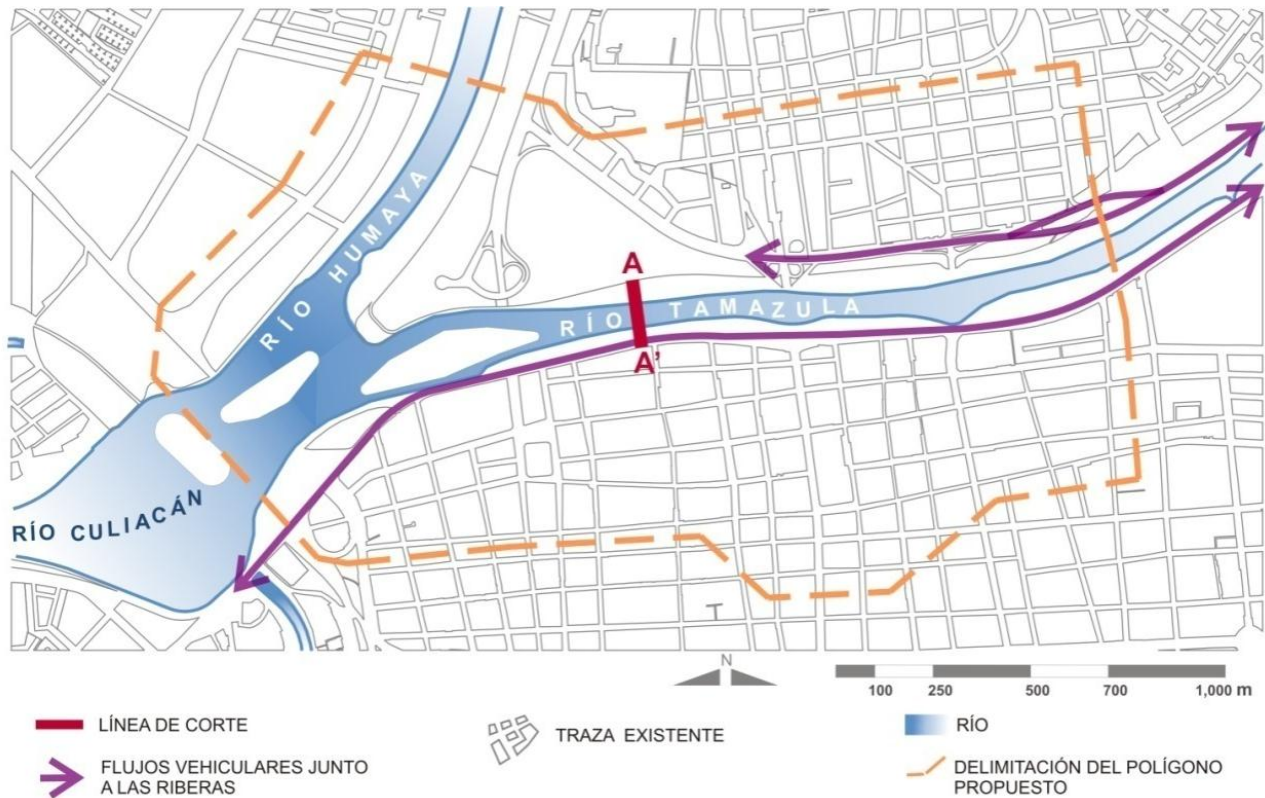 RÍO HUMAYA
A
RÍO TAMAZULA
A'
RÍO CULIACÁN
N
100 250 500 700 1,000 m
LÍNEA DE CORTE
FLUJOS VEHICULARES JUNTO
A LAS RIBERAS
TRAZA EXISTENTE
RÍO
DELIMITACIÓN DEL POLÍGONO
PROPUESTO